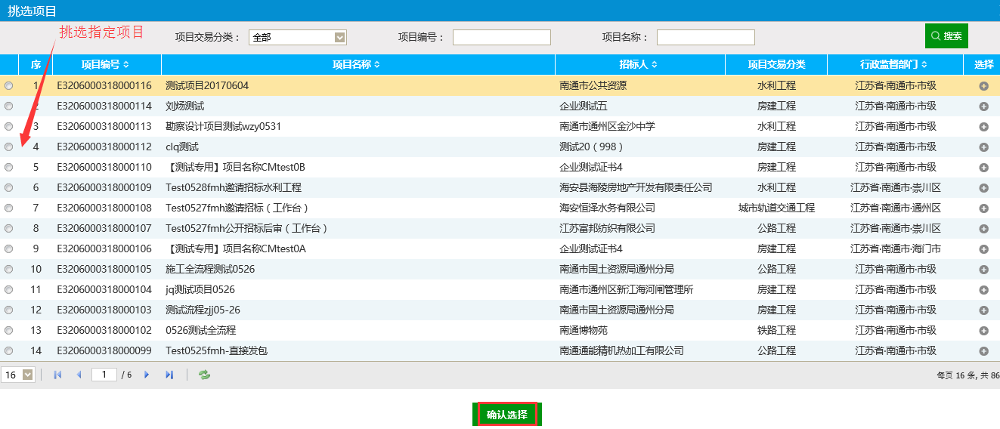 挑选项目
挑选指定项目
项目交易分类： 全部 项目编号： 项目名称： 搜索
序 项目编号 项目名称 招标人 项目交易分类 行政监督部门 选择
1 E3206000318000116 测试项目20170604 南通市公共资源 水利工程 江苏省·南通市·市级
2 E3206000318000114 刘炀测试 企业测试五 房建工程 江苏省·南通市·市级
3 E3206000318000113 勘察设计项目测试wzy0531 南通市通州区金沙中学 水利工程 江苏省·南通市·市级
4 E3206000318000112 clq测试 测试20（998） 房建工程 江苏省·南通市·市级
5 E3206000318000110 【测试专用】项目名称CMtest0B 企业测试证书4 房建工程 江苏省·南通市·市级
6 E3206000318000109 Test0528fmh邀请招标水利工程 海安县海陵房地产开发有限责任公司 水利工程 江苏省·南通市·崇川区
7 E3206000318000108 Test0527fmh邀请招标（工作台） 海安恒泽水务有限公司 城市轨道交通工程 江苏省·南通市·通州区
8 E3206000318000107 Test0527fmh公开招标后审（工作台） 江苏富邦纺织有限公司 公路工程 江苏省·南通市·崇川区
9 E3206000318000106 【测试专用】项目名称CMtest0A 企业测试证书4 房建工程 江苏省·南通市·海门市
10 E3206000318000105 施工全流程测试0526 南通市国土资源局通州分局 公路工程 江苏省·南通市·市级
11 E3206000318000104 jq测试项目0526 南通市通州区新江海河闸管理所 房建工程 江苏省·南通市·市级
12 E3206000318000103 测试流程zjj05-26 南通市国土资源局通州分局 房建工程 江苏省·南通市·市级
13 E3206000318000102 0526测试全流程 南通博物苑 铁路工程 江苏省·南通市·市级
14 E3206000318000099 Test0525fmh-直接发包 南通通能精机热加工有限公司 公路工程 江苏省·南通市·市级
16 1 / 6 每页 16 条, 共 86
确认选择